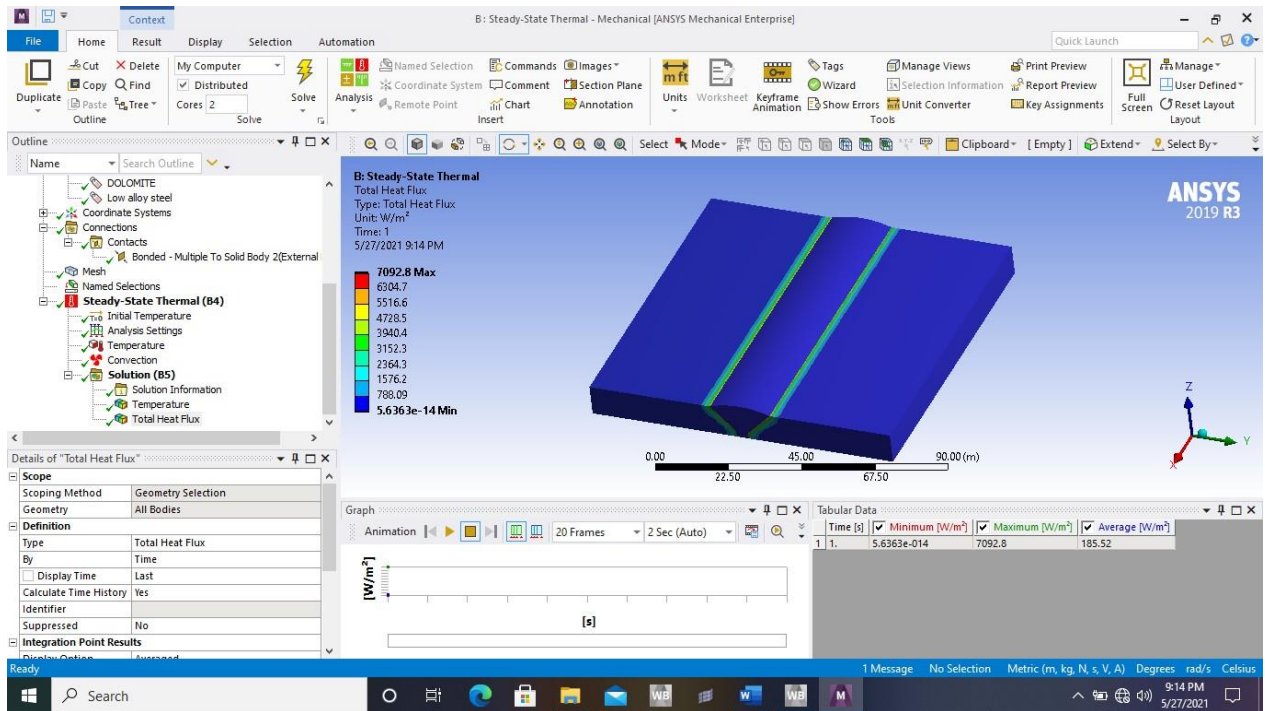 Context
B : Steady-State Thermal - Mechanical [ANSYS Mechanical Enterprise]
File Home Result Display Selection Automation
Quick Launch
Duplicate
Cut
Copy
Paste
Delete
Find
Tree
Outline
My Computer
Distributed
Cores 2
Solve
Solve
Analysis
Named Selection
Coordinate System
Remote Point
Commands
Comment
Chart
Images
Section Plane
Annotation
Insert
Units
Worksheet
Keyframe Animation
Tags
Wizard
Show Errors
Manage Views
Selection Information
Unit Converter
Print Preview
Report Preview
Key Assignments
Tools
Full Screen
Manage
User Defined
Reset Layout
Layout
Outline
Name Search Outline
Select Mode Clipboard [ Empty ] Extend Select By
DOLOMITE
Low alloy steel
Coordinate Systems
Connections
Contacts
Bonded - Multiple To Solid Body 2(External
Mesh
Named Selections
Steady-State Thermal (B4)
Initial Temperature
Analysis Settings
Temperature
Convection
Solution (B5)
Solution Information
Temperature
Total Heat Flux
B: Steady-State Thermal
Total Heat Flux
Type: Total Heat Flux
Unit: W/m²
Time: 1
5/27/2021 9:14 PM
7092.8 Max
6304.7
5516.6
4728.5
3940.4
3152.3
2364.3
1576.2
788.09
5.6363e-14 Min
ANSYS
2019 R3
Z
Y
X
0.00 45.00 90.00 (m)
22.50 67.50
Details of "Total Heat Flux"
Scope
Scoping Method Geometry Selection
Geometry All Bodies
Definition
Type Total Heat Flux
By Time
Display Time Last
Calculate Time History Yes
Identifier
Suppressed No
Integration Point Results
Display Option Averaged
Graph
Animation 20 Frames 2 Sec (Auto)
[W/m²]
[s]
Tabular Data
Time [s] Minimum [W/m²] Maximum [W/m²] Average [W/m²]
1 1. 5.6363e-014 7092.8 185.52
Ready 1 Message No Selection Metric (m, kg, N, s, V, A) Degrees rad/s Celsius
Search
9:14 PM
5/27/2021